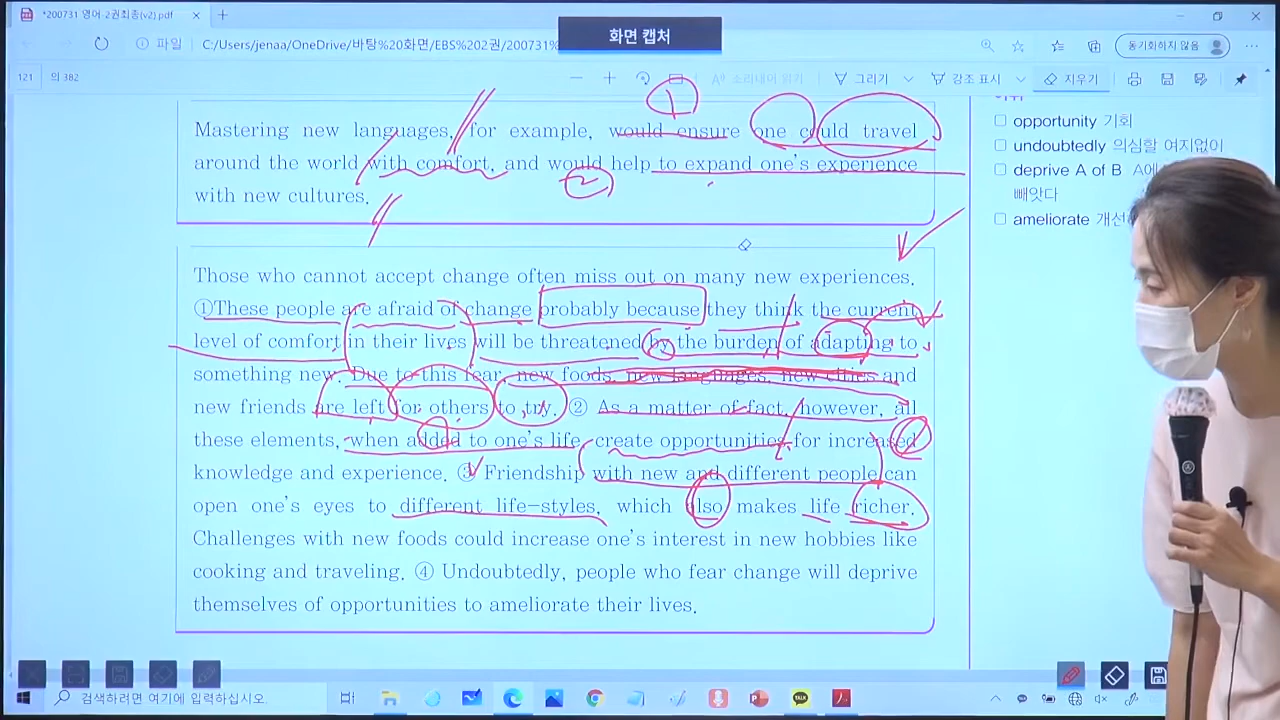 *200731 영어-2권최종(v2).pdf
파일
C:/Users/jenaa/OneDrive/바탕%20화면/EBS%202권/200731%
화면 캡처
동기화하지 않음
121 의 382
소리내어 읽기
그리기
강조 표시
지우기
Mastering new languages, for example, would ensure one could travel
around the world with comfort, and would help to expand one's experience
with new cultures.
Those who cannot accept change often miss out on many new experiences.
①These people are afraid of change probably because they think the current
level of comfort in their lives will be threatened by the burden of adapting to
something new. Due to this fear, new foods, new languages, new cities and
new friends are left for others to try. ② As a matter of fact, however, all
these elements, when added to one's life, create opportunities for increased
knowledge and experience. ③ Friendship with new and different people can
open one's eyes to different life-styles, which also makes life richer.
Challenges with new foods could increase one's interest in new hobbies like
cooking and traveling. ④ Undoubtedly, people who fear change will deprive
themselves of opportunities to ameliorate their lives.
opportunity 기회
undoubtedly 의심할 여지없이
deprive A of B A에
빼앗다
ameliorate
검색하려면 여기에 입력하십시오.